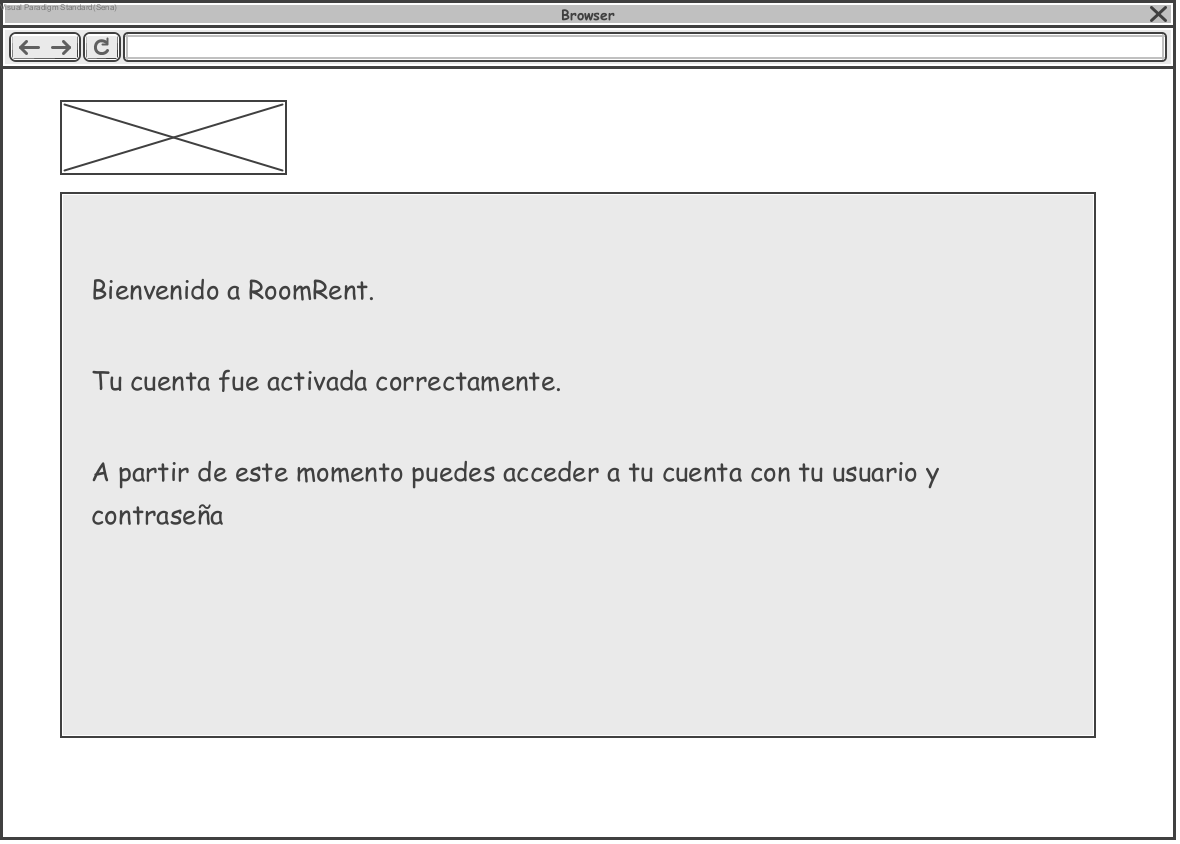 Visual Paradigm Standard(Sena)
Browser
Bienvenido a RoomRent.
Tu cuenta fue activada correctamente.
A partir de este momento puedes acceder a tu cuenta con tu usuario y
contraseña